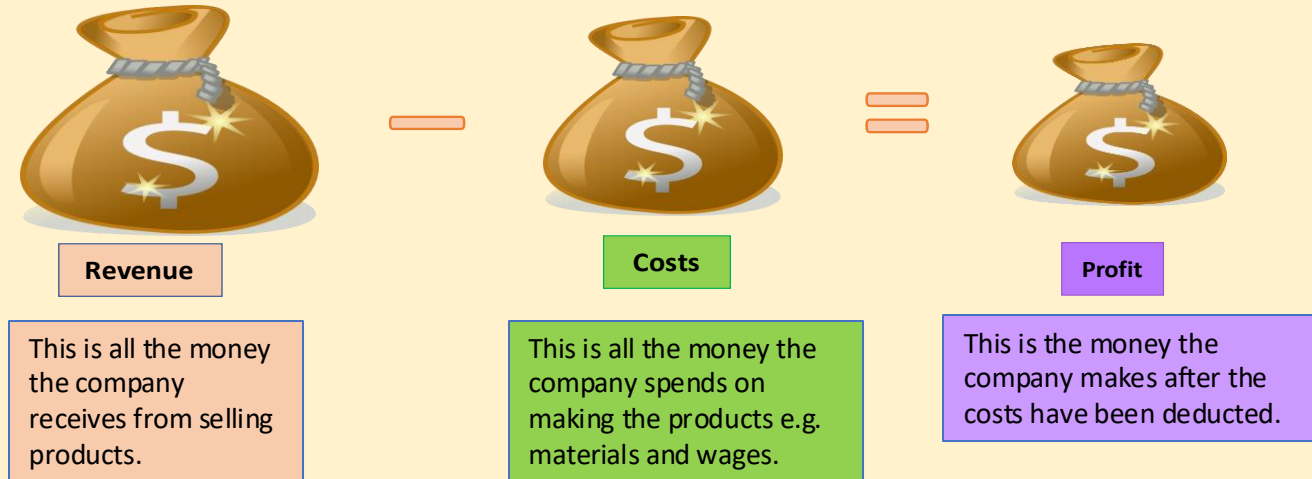 $
$
$
Revenue
Costs
Profit
This is all the money
the company
receives from selling
products.
This is all the money the
company spends on
making the products e.g.
materials and wages.
This is the money the
company makes after the
costs have been deducted.